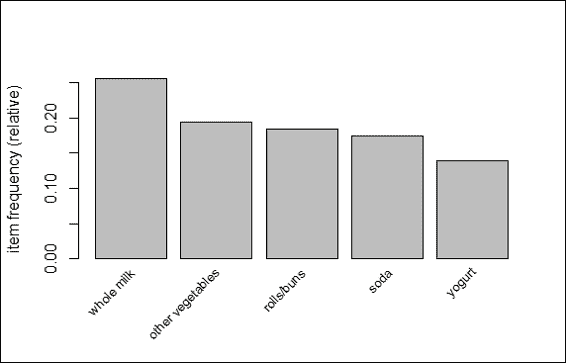 item frequency (relative)
0.20
0.10
0.00
whole milk
other vegetables
rolls/buns
soda
yogurt